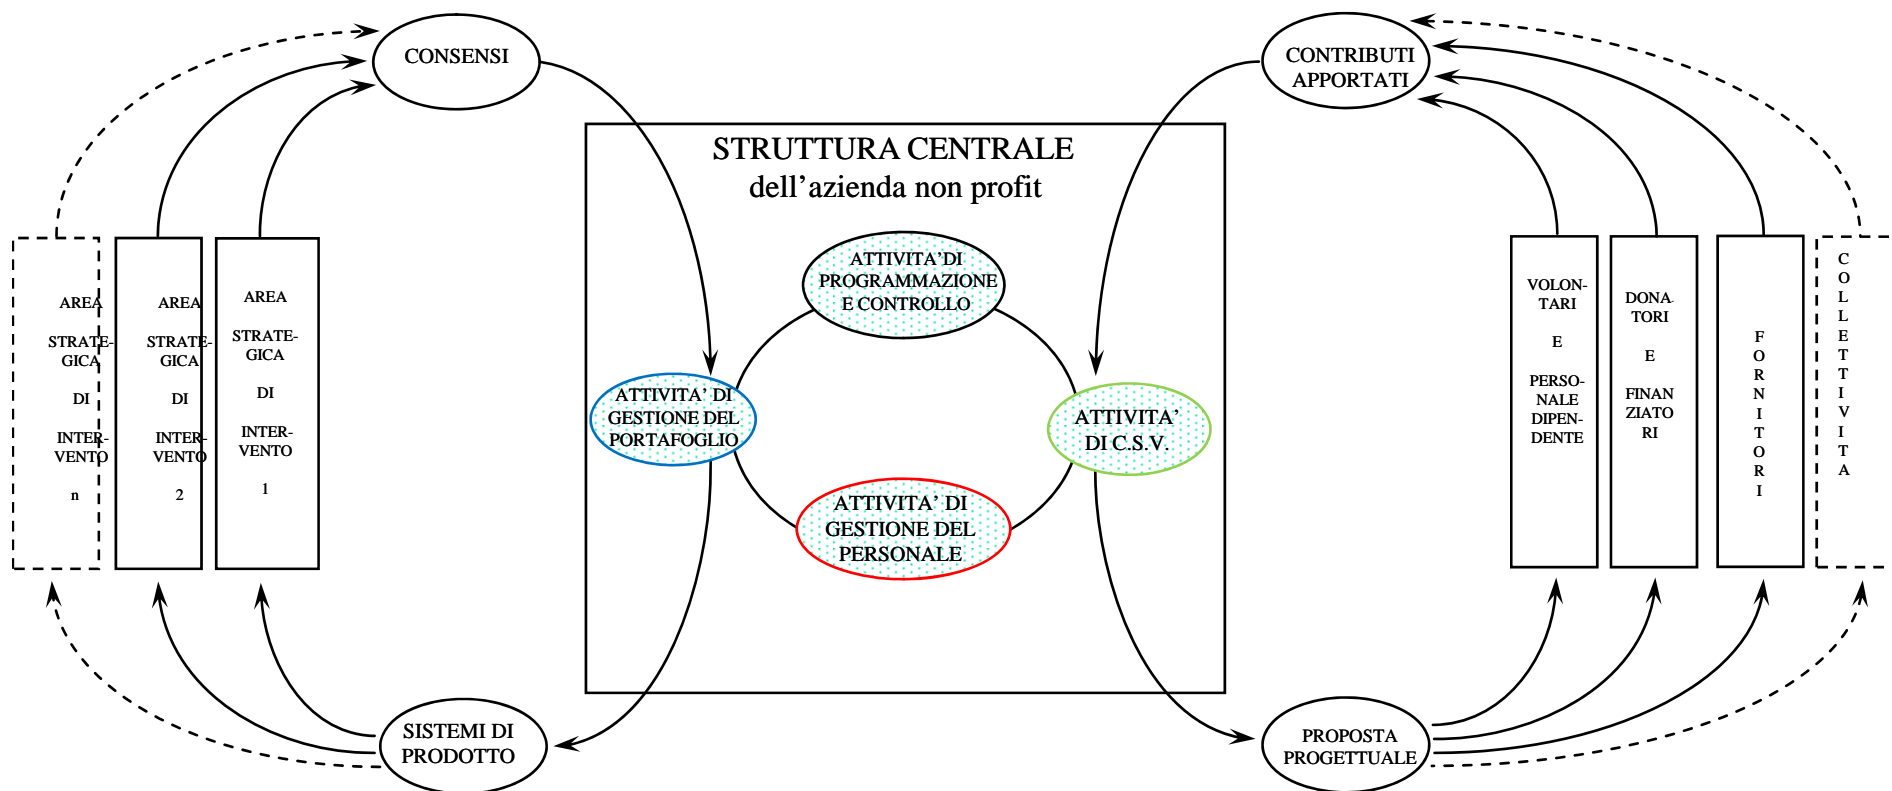 CONSENSI
CONTRIBUTI
APPORTATI
STRUTTURA CENTRALE
dell’azienda non profit
ATTIVITA’DI
PROGRAMMAZIONE
E CONTROLLO
ATTIVITA’ DI
GESTIONE DEL
PORTAFOGLIO
ATTIVITA’
DI C.S.V.
ATTIVITA’ DI
GESTIONE DEL
PERSONALE
AREA
STRATE-
GICA
DI
INTER-
VENTO
n
AREA
STRATE-
GICA
DI
INTER-
VENTO
2
AREA
STRATE-
GICA
DI
INTER-
VENTO
1
VOLON-
TARI
E
PERSO-
NALE
DIPEN-
DENTE
DONA-
TORI
E
FINAN
ZIATO
RI
F
O
R
N
I
T
O
R
I
C
O
L
L
E
T
T
I
V
I
T
A
SISTEMI DI
PRODOTTO
PROPOSTA
PROGETTUALE